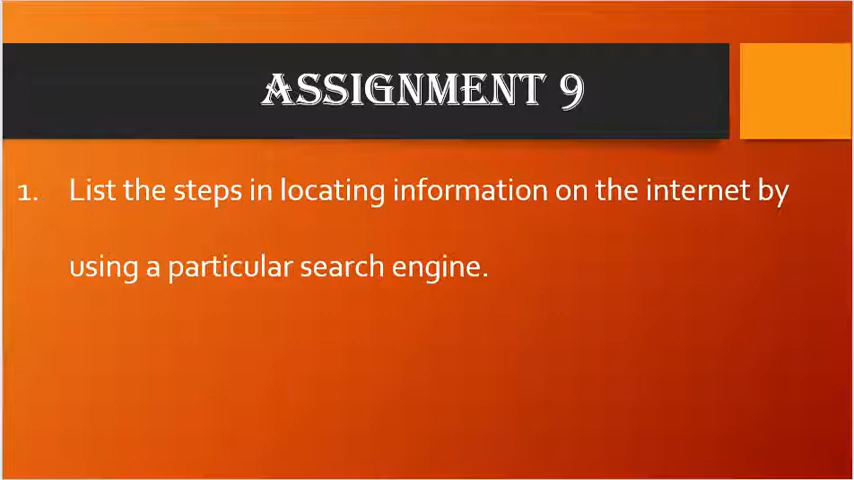 ASSIGNMENT 9
1. List the steps in locating information on the internet by
using a particular search engine.